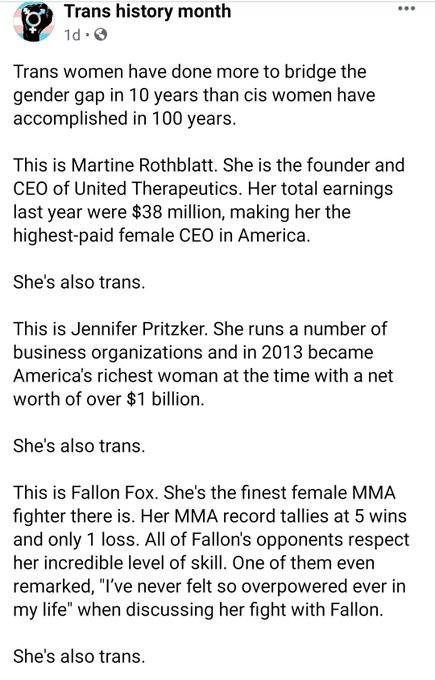 Trans history month
1d
Trans women have done more to bridge the
gender gap in 10 years than cis women have
accomplished in 100 years.
This is Martine Rothblatt. She is the founder and
CEO of United Therapeutics. Her total earnings
last year were $38 million, making her the
highest-paid female CEO in America.
She's also trans.
This is Jennifer Pritzker. She runs a number of
business organizations and in 2013 became
America's richest woman at the time with a net
worth of over $1 billion.
She's also trans.
This is Fallon Fox. She's the finest female MMA
fighter there is. Her MMA record tallies at 5 wins
and only 1 loss. All of Fallon's opponents respect
her incredible level of skill. One of them even
remarked, "I've never felt so overpowered ever in
my life" when discussing her fight with Fallon.
She's also trans.